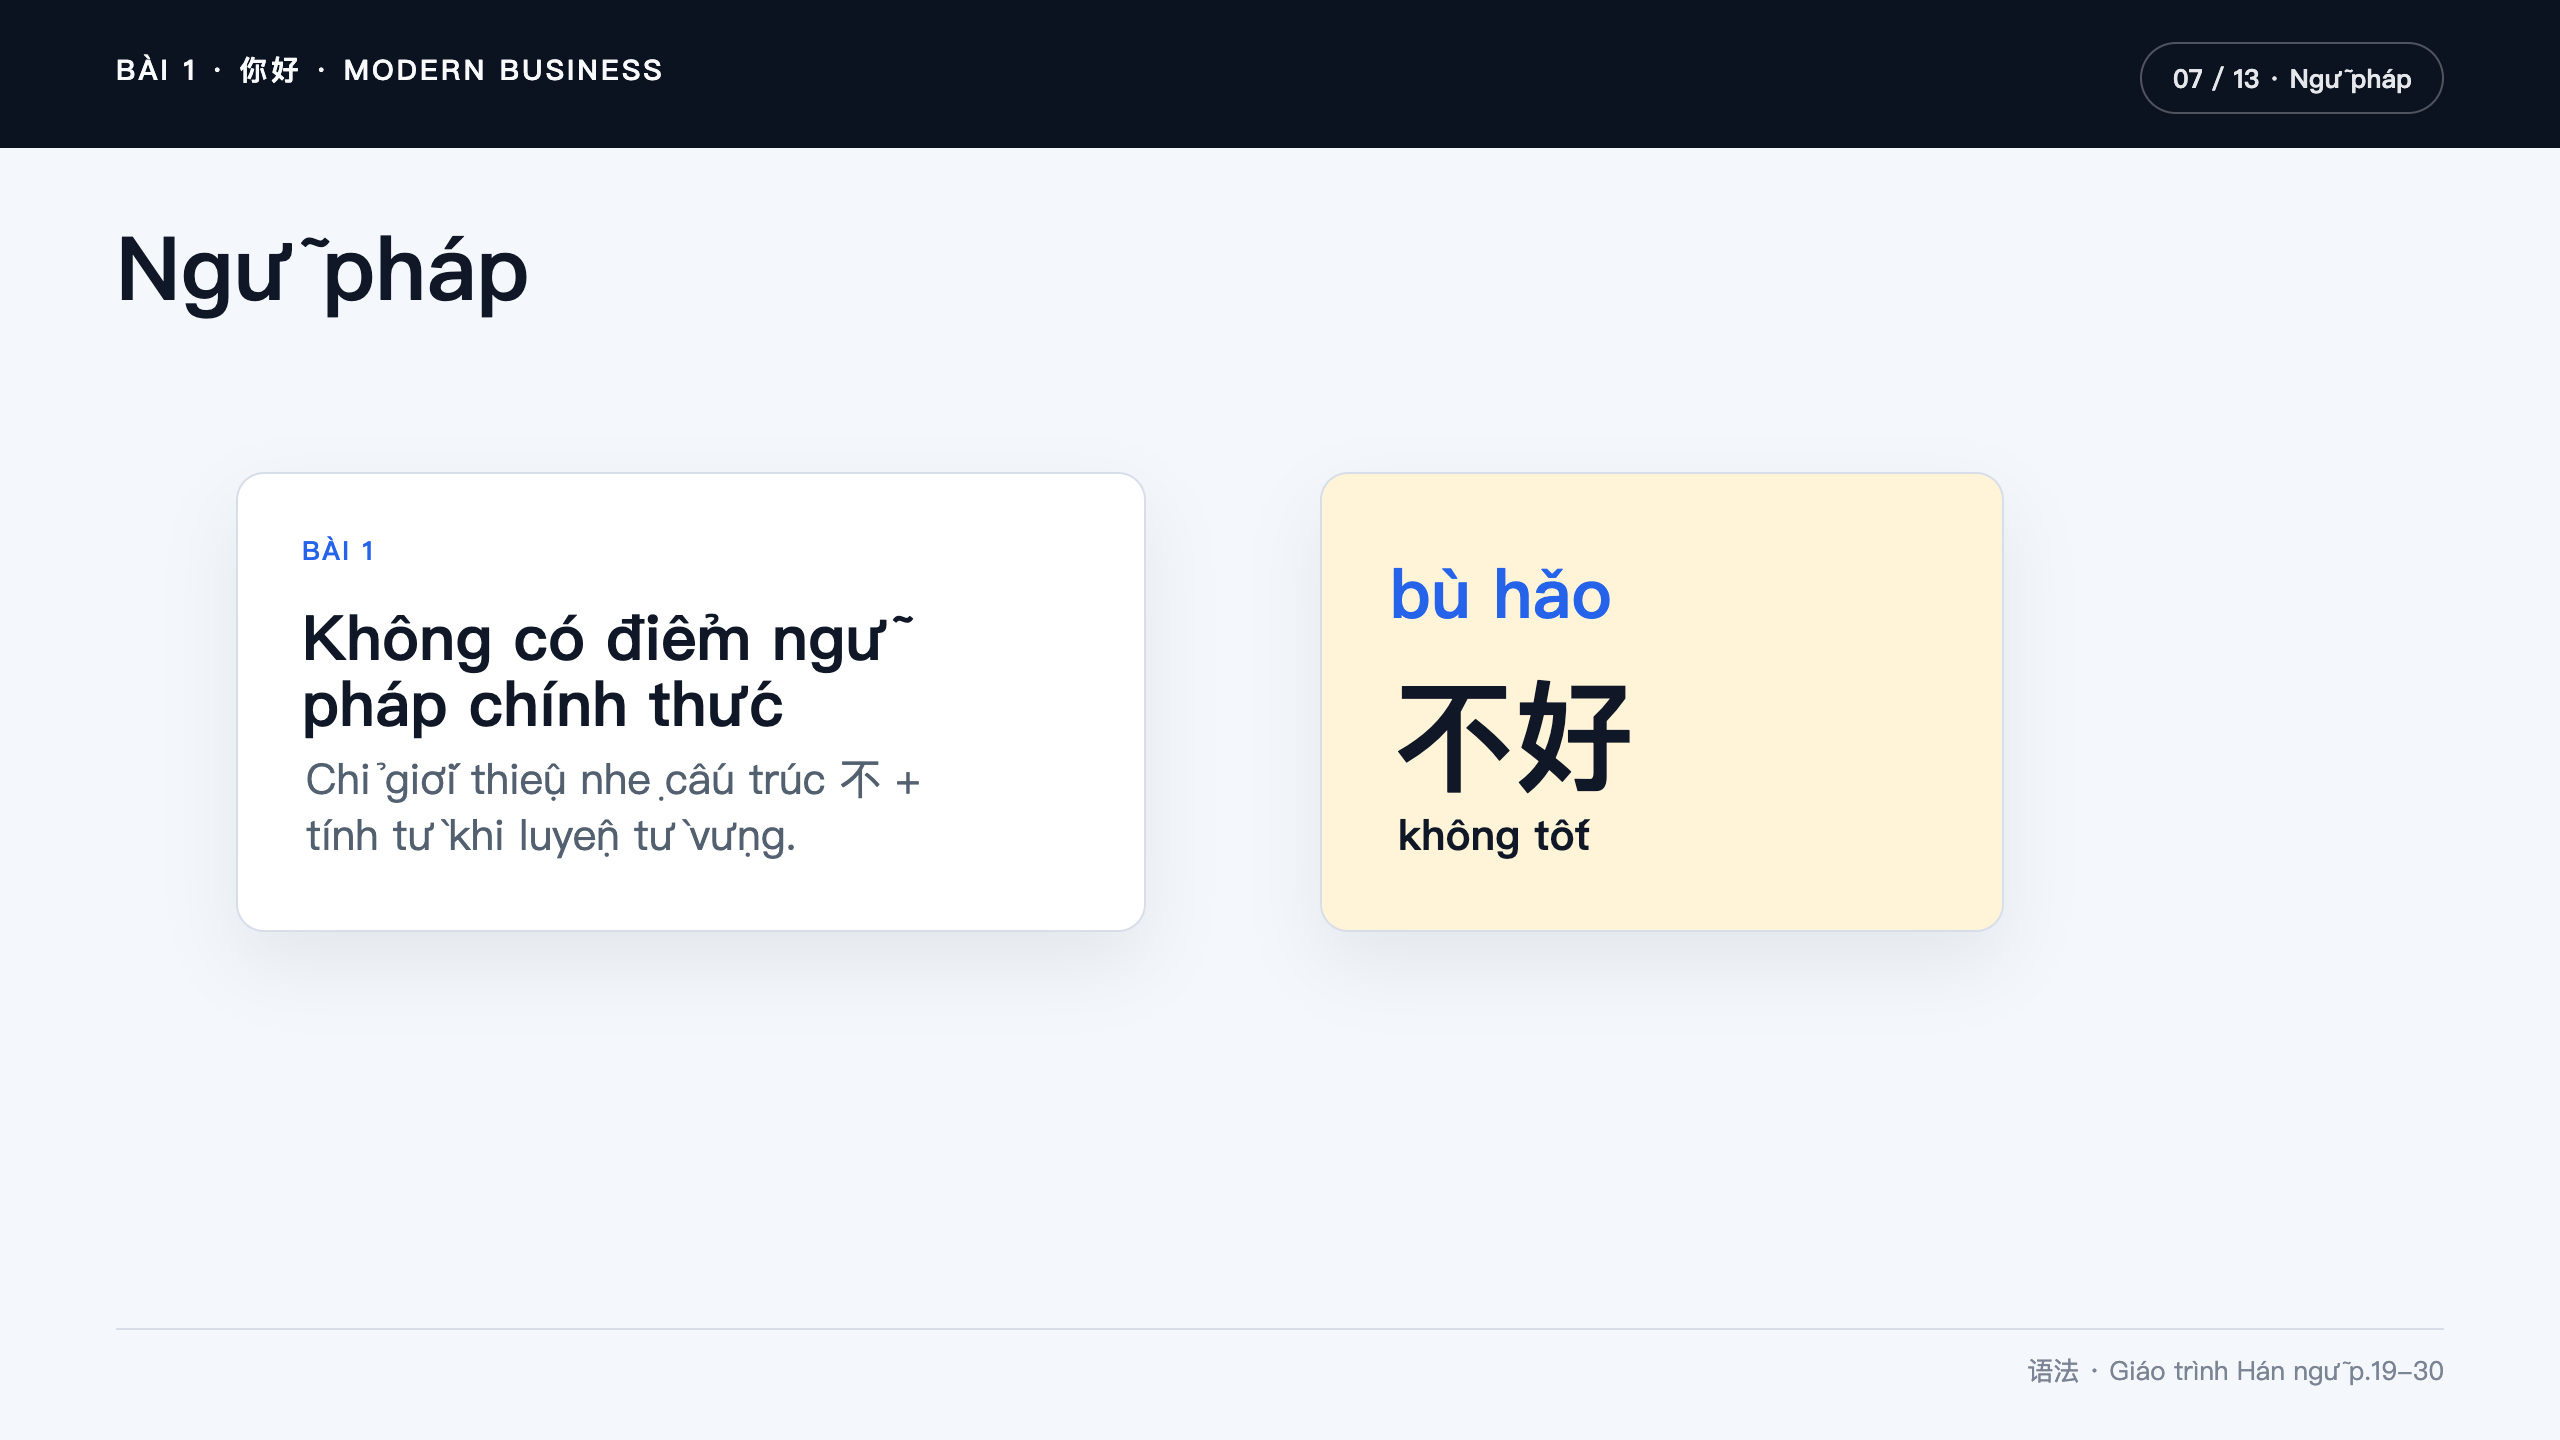 BÀI 1 · 你好 · MODERN BUSINESS
07 / 13 · Ngữ pháp
Ngữ pháp
BÀI 1
Không có điểm ngữ
pháp chính thức
Chỉ giới thiệu nhẹ cấu trúc 不 +
tính từ khi luyện từ vựng.
bù hǎo
不好
không tốt
语法 · Giáo trình Hán ngữ p.19–30